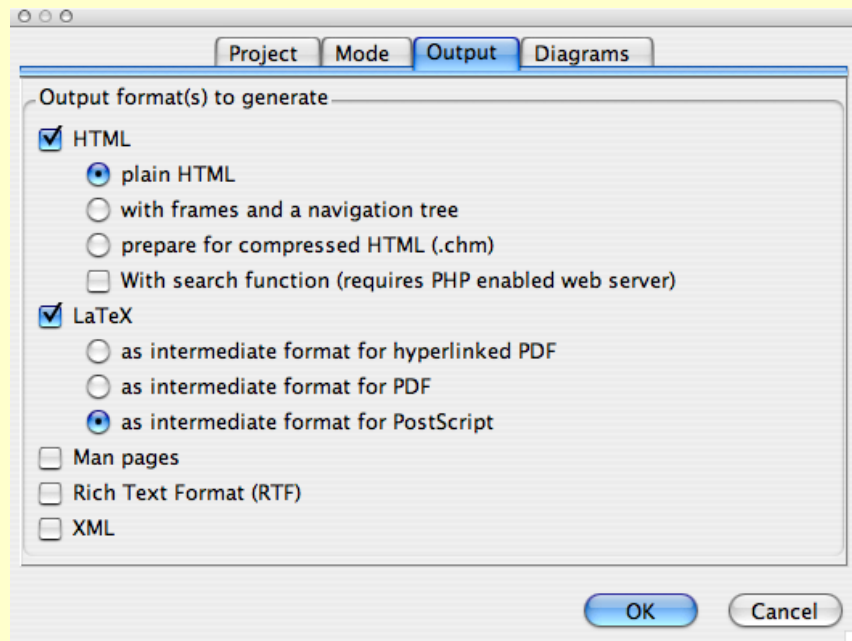 Project Mode Output Diagrams
Output format(s) to generate
HTML
plain HTML
with frames and a navigation tree
prepare for compressed HTML (.chm)
With search function (requires PHP enabled web server)
LaTeX
as intermediate format for hyperlinked PDF
as intermediate format for PDF
as intermediate format for PostScript
Man pages
Rich Text Format (RTF)
XML
OK Cancel